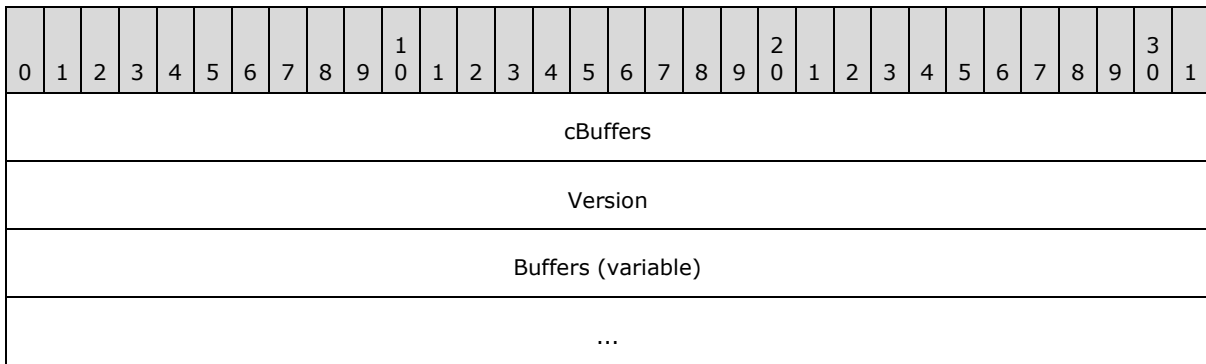 1 2 3
0 1 2 3 4 5 6 7 8 9 0 1 2 3 4 5 6 7 8 9 0 1 2 3 4 5 6 7 8 9 0 1
cBuffers
Version
Buffers (variable)
...